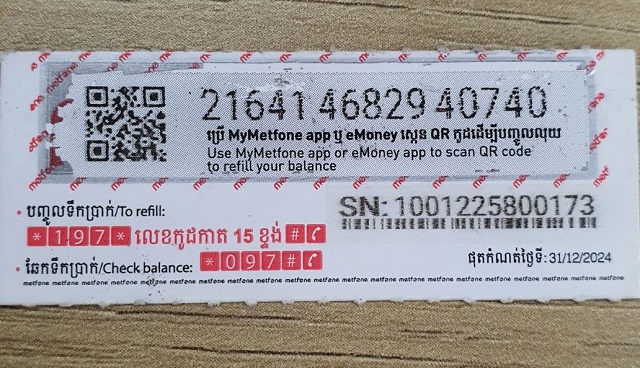 21641 46829 40740
ប្រើ MyMetfone app ឬ eMoney ស្កេន QR កូដដើម្បីបញ្ចូលលុយ
Use MyMetfone app or eMoney app to scan QR code
to refill your balance
SN: 1001225800173
• បញ្ចូលទឹកប្រាក់/To refill:
*197* លេខកូដកាត 15 ខ្ទង់ #
• ឆែកទឹកប្រាក់/Check balance: *097#
ផុតកំណត់ថ្ងៃទី: 31/12/2024
metfone metfone metfone metfone metfone metfone metfone metfone metfone metfone metfone metfone metfone metfone metfone metfone metfone